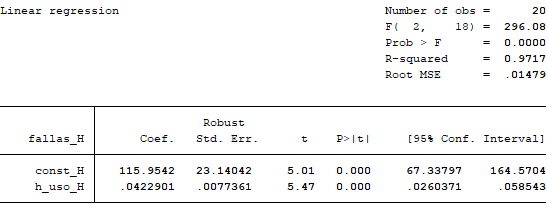 Linear regression
Number of obs = 20
F( 2, 18) = 296.08
Prob > F = 0.0000
R-squared = 0.9717
Root MSE = .01479
Robust
fallas_H Coef. Std. Err. t P>|t| [95% Conf. Interval]
const_H 115.9542 23.14042 5.01 0.000 67.33797 164.5704
h_uso_H .0422901 .0077361 5.47 0.000 .0260371 .058543